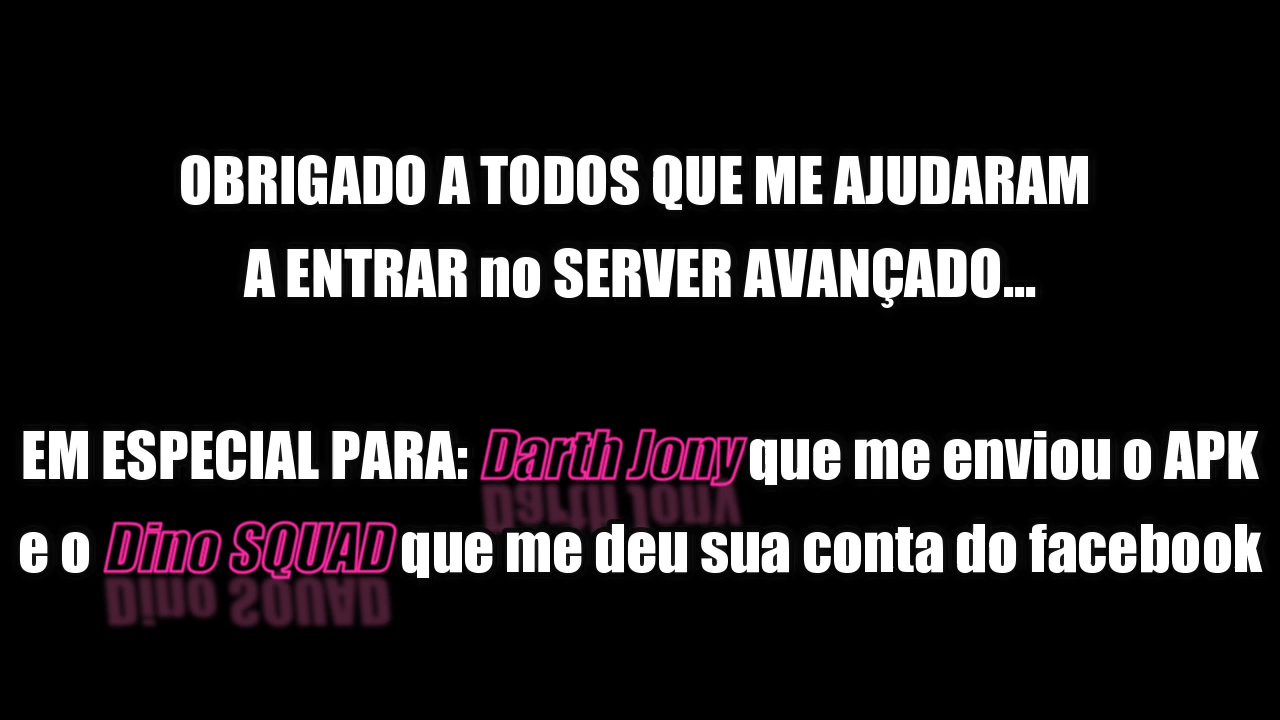 OBRIGADO A TODOS QUE ME AJUDARAM
A ENTRAR no SERVER AVANÇADO...
EM ESPECIAL PARA: Darth Jony que me enviou o APK
e o Dino SQUAD que me deu sua conta do facebook